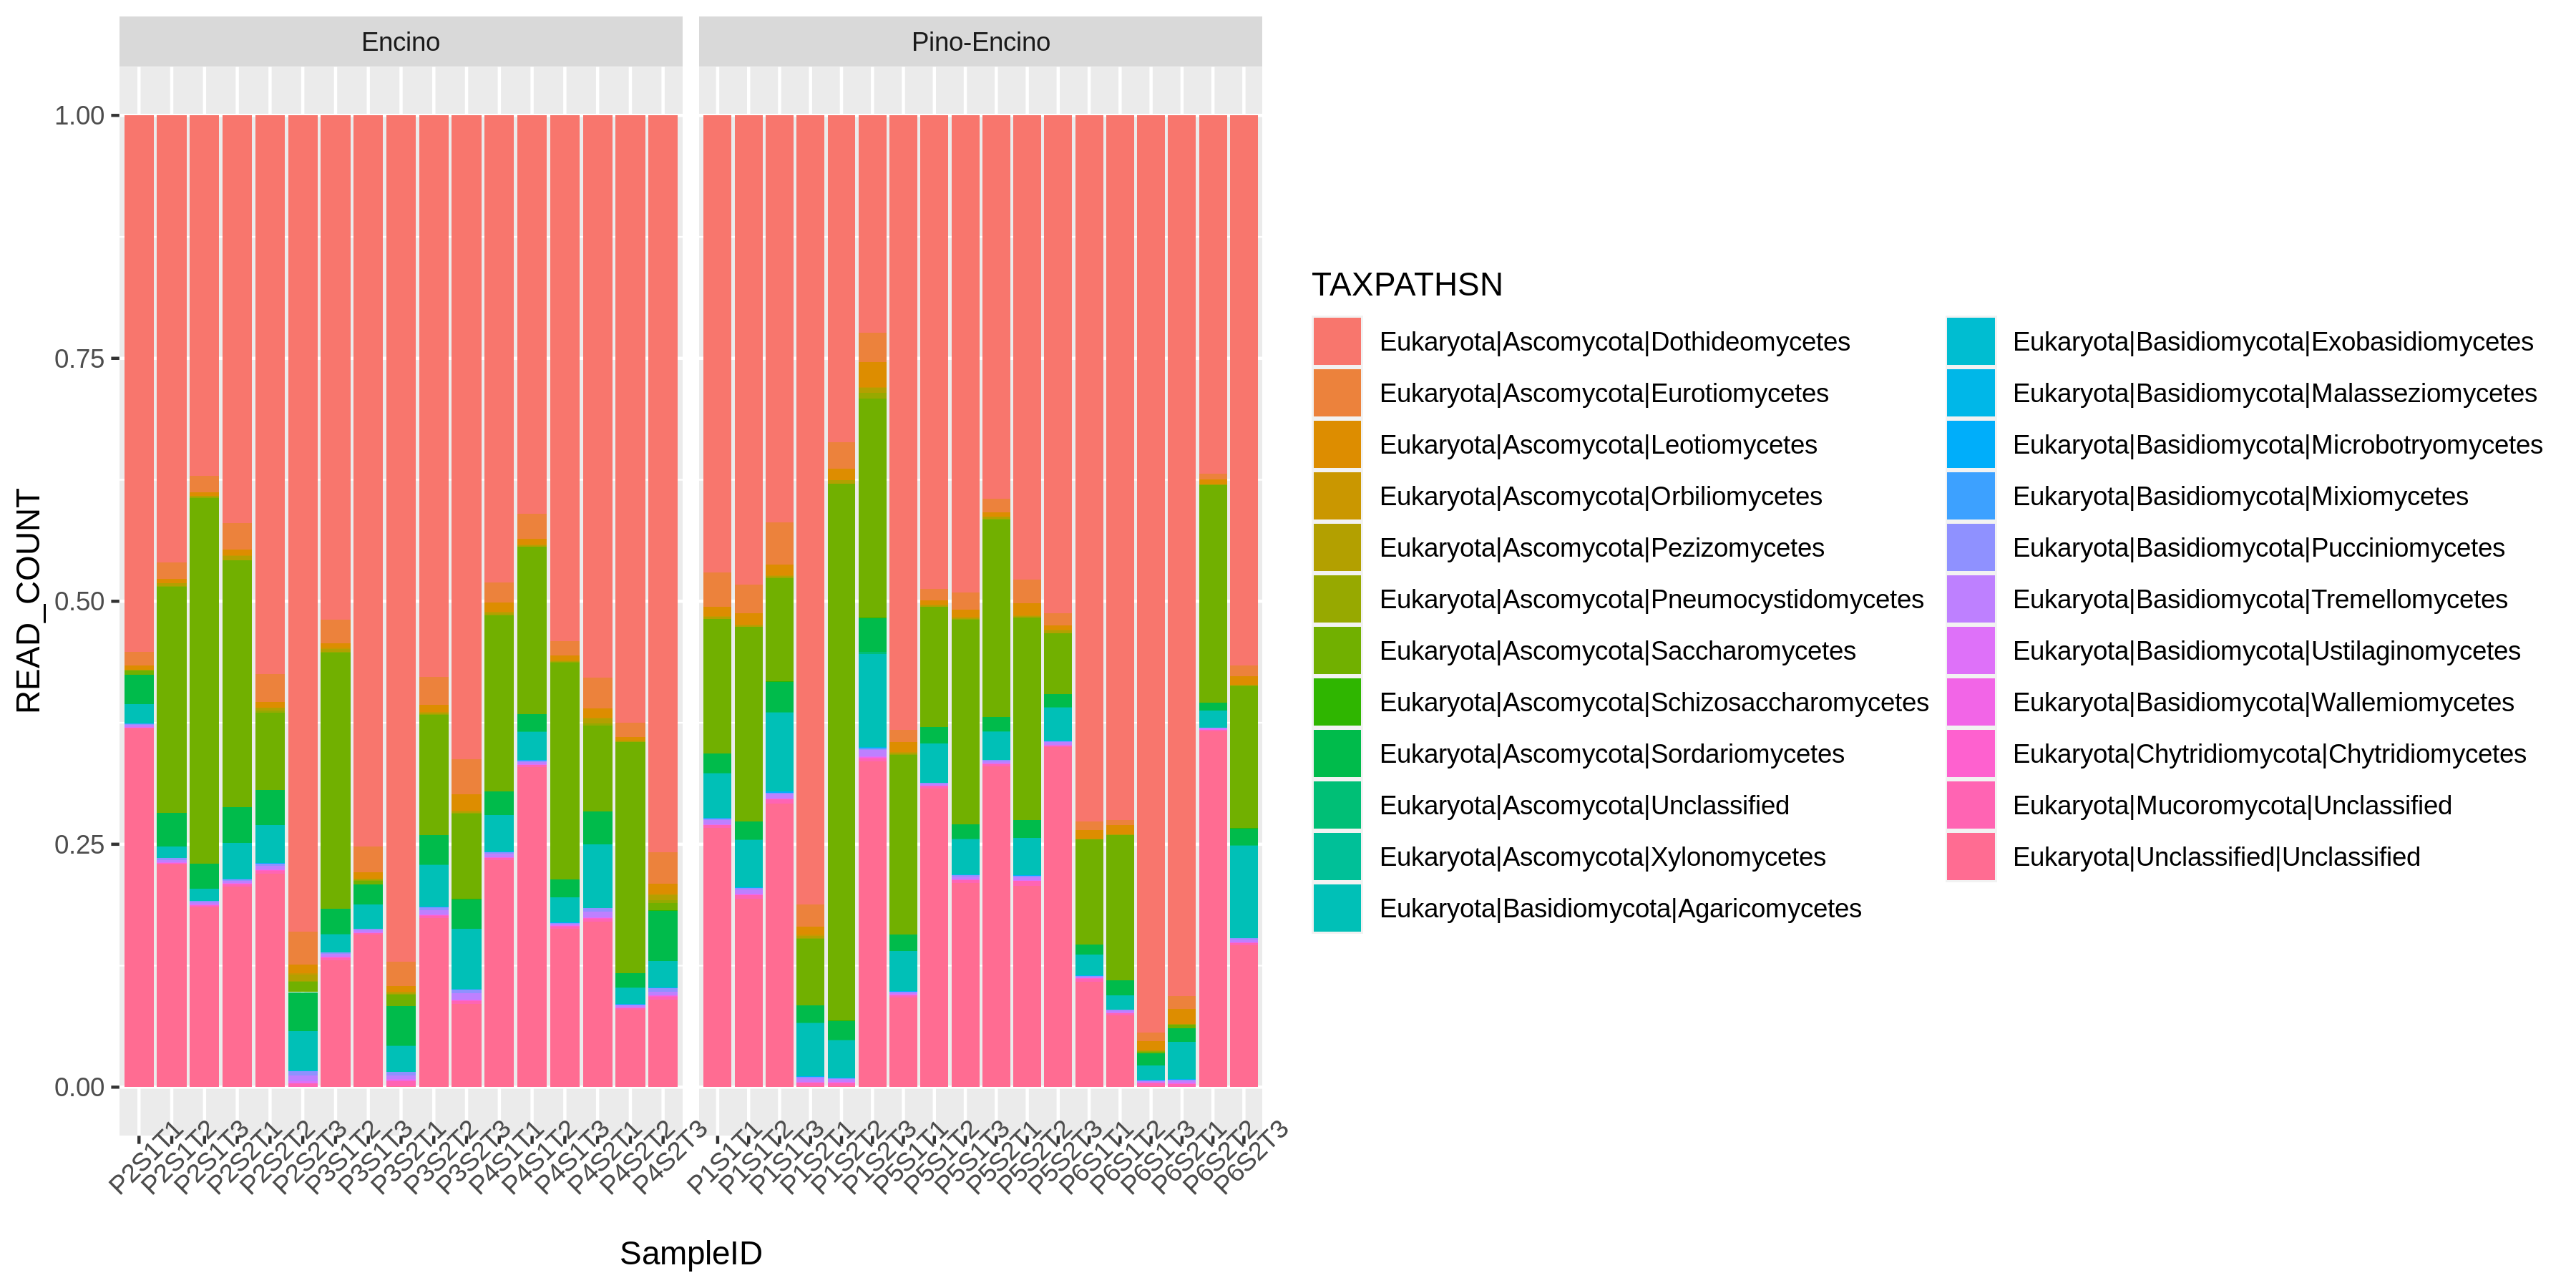 Encino
Pino-Encino
READ_COUNT
1.00
0.75
0.50
0.25
0.00
P2S1T1
P2S1T2
P2S1T3
P2S2T1
P2S2T2
P2S2T3
P3S1T2
P3S1T3
P3S2T1
P3S2T2
P3S2T3
P4S1T1
P4S1T2
P4S1T3
P4S2T1
P4S2T2
P4S2T3
P1S1T1
P1S1T2
P1S1T3
P1S2T1
P1S2T2
P1S2T3
P5S1T1
P5S1T2
P5S1T3
P5S2T1
P5S2T2
P5S2T3
P6S1T1
P6S1T2
P6S1T3
P6S2T1
P6S2T2
P6S2T3
SampleID
TAXPATHSN
Eukaryota|Ascomycota|Dothideomycetes
Eukaryota|Ascomycota|Eurotiomycetes
Eukaryota|Ascomycota|Leotiomycetes
Eukaryota|Ascomycota|Orbiliomycetes
Eukaryota|Ascomycota|Pezizomycetes
Eukaryota|Ascomycota|Pneumocystidomycetes
Eukaryota|Ascomycota|Saccharomycetes
Eukaryota|Ascomycota|Schizosaccharomycetes
Eukaryota|Ascomycota|Sordariomycetes
Eukaryota|Ascomycota|Unclassified
Eukaryota|Ascomycota|Xylonomycetes
Eukaryota|Basidiomycota|Agaricomycetes
Eukaryota|Basidiomycota|Exobasidiomycetes
Eukaryota|Basidiomycota|Malasseziomycetes
Eukaryota|Basidiomycota|Microbotryomycetes
Eukaryota|Basidiomycota|Mixiomycetes
Eukaryota|Basidiomycota|Pucciniomycetes
Eukaryota|Basidiomycota|Tremellomycetes
Eukaryota|Basidiomycota|Ustilaginomycetes
Eukaryota|Basidiomycota|Wallemiomycetes
Eukaryota|Chytridiomycota|Chytridiomycetes
Eukaryota|Mucoromycota|Unclassified
Eukaryota|Unclassified|Unclassified